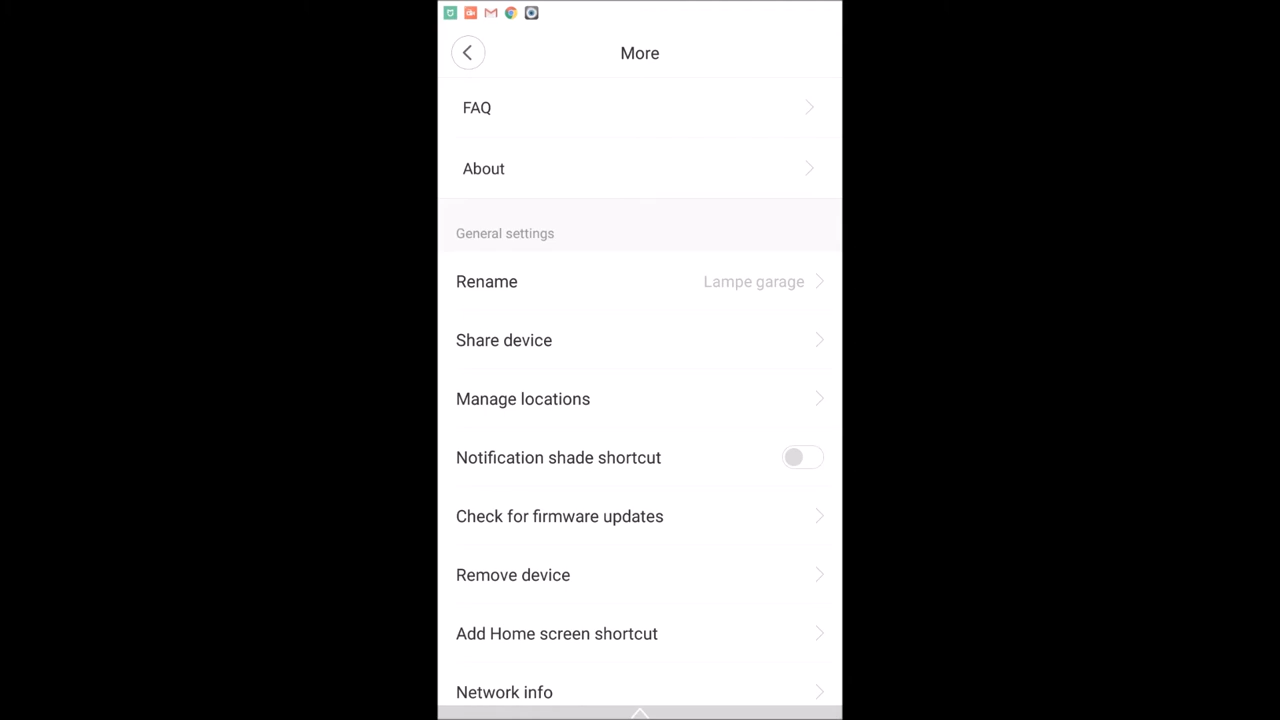 More
FAQ
About
General settings
Rename Lampe garage
Share device
Manage locations
Notification shade shortcut
Check for firmware updates
Remove device
Add Home screen shortcut
Network info